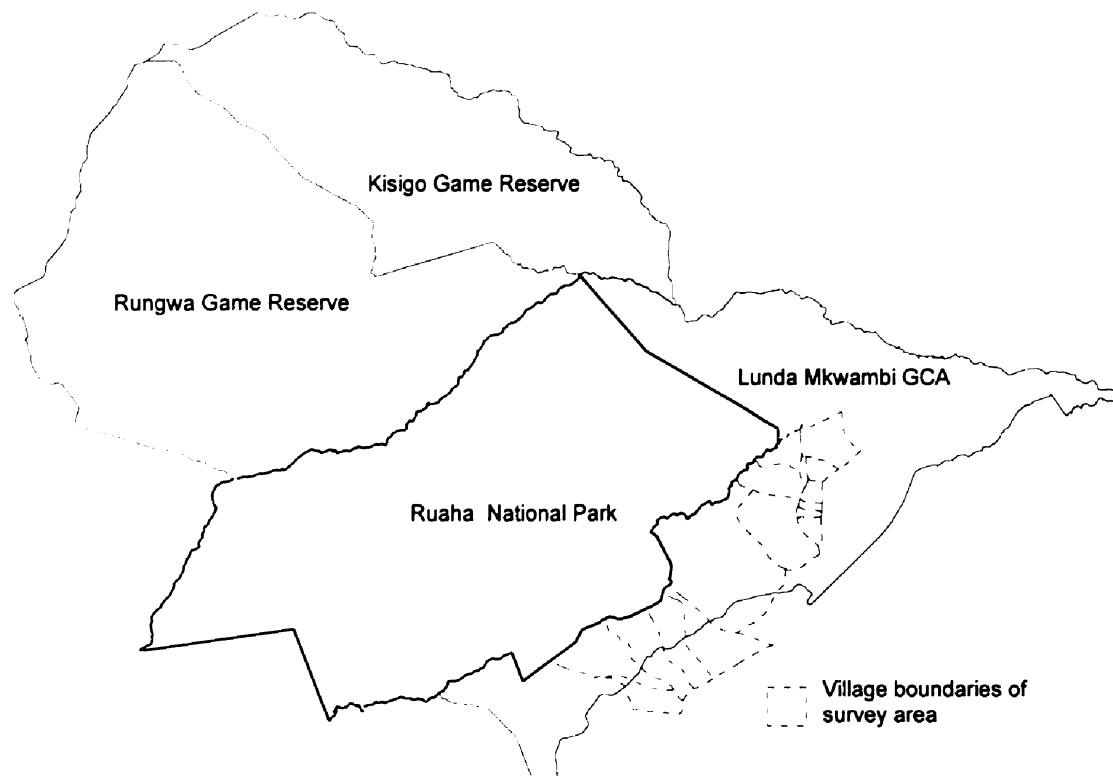 Kisigo Game Reserve
Rungwa Game Reserve
Lunda Mkwambi GCA
Ruaha National Park
Village boundaries of
survey area